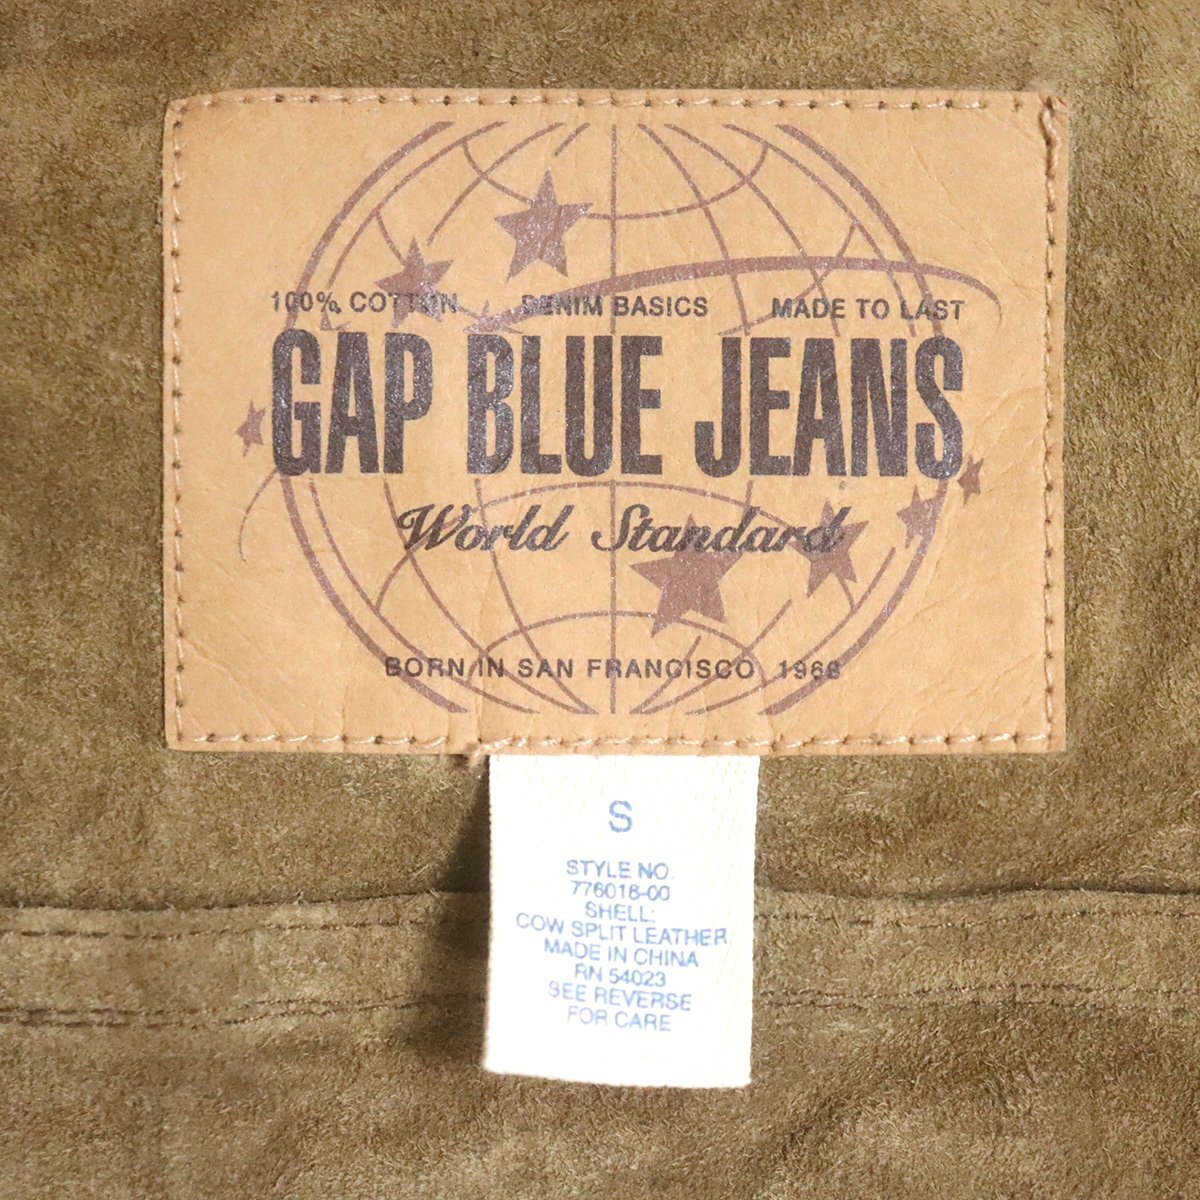 100% COTTON DENIM BASICS MADE TO LAST
GAP BLUE JEANS
World Standard
BORN IN SAN FRANCISCO 1966
S
STYLE NO.
776018-00
SHELL:
COW SPLIT LEATHER
MADE IN CHINA
RN 54023
SEE REVERSE
FOR CARE